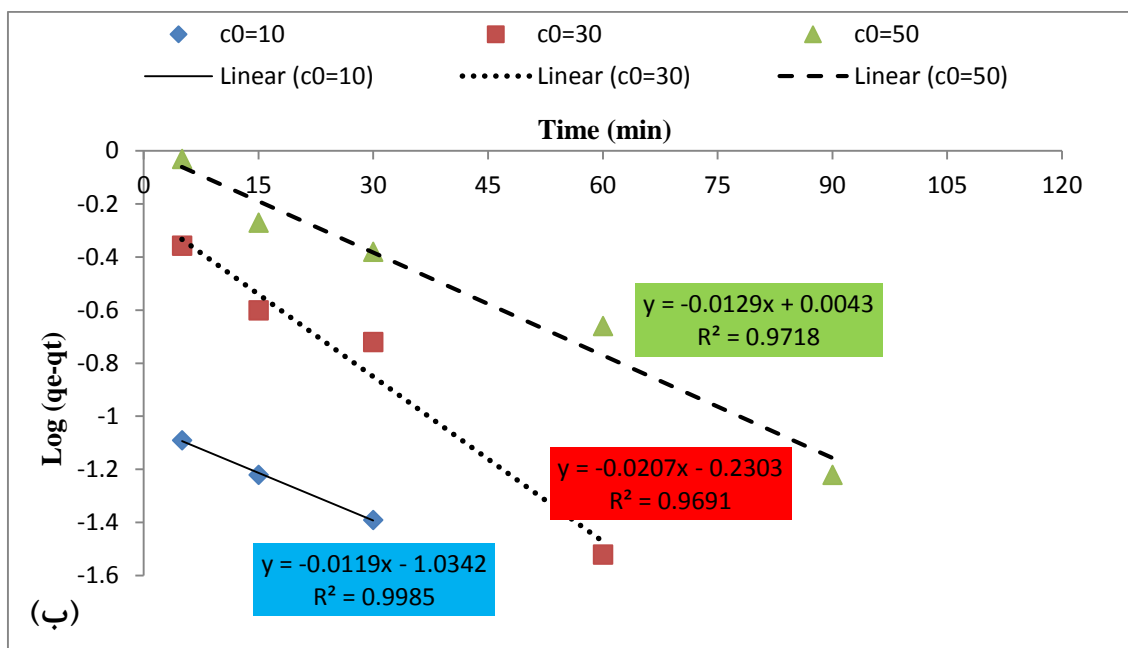 c0=10 c0=30 c0=50
Linear (c0=10) Linear (c0=30) Linear (c0=50)
Time (min)
0 15 30 45 60 75 90 105 120
0
-0.2
-0.4
-0.6
-0.8
-1
-1.2
-1.4
-1.6
Log (qe-qt)
y = -0.0129x + 0.0043
R² = 0.9718
y = -0.0207x - 0.2303
R² = 0.9691
y = -0.0119x - 1.0342
R² = 0.9985
(ب)